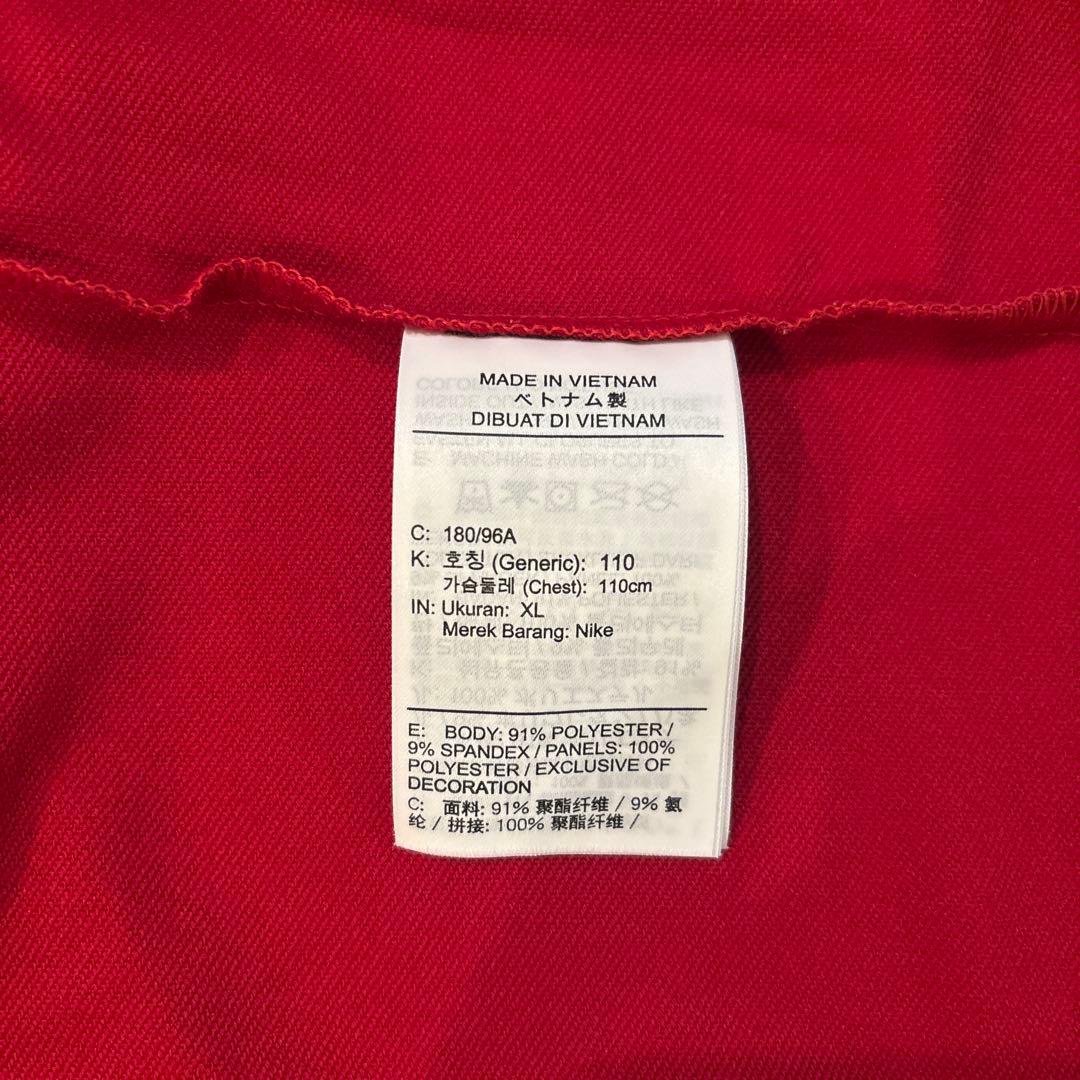 MADE IN VIETNAM
ベトナム製
DIBUAT DI VIETNAM
C: 180/96A
K: 호칭 (Generic): 110
가슴둘레 (Chest): 110cm
IN: Ukuran: XL
Merek Barang: Nike
E: BODY: 91% POLYESTER /
9% SPANDEX / PANELS: 100%
POLYESTER / EXCLUSIVE OF
DECORATION
C: 面料: 91% 聚酯纤维 / 9% 氨
纶 / 拼接: 100% 聚酯纤维 /